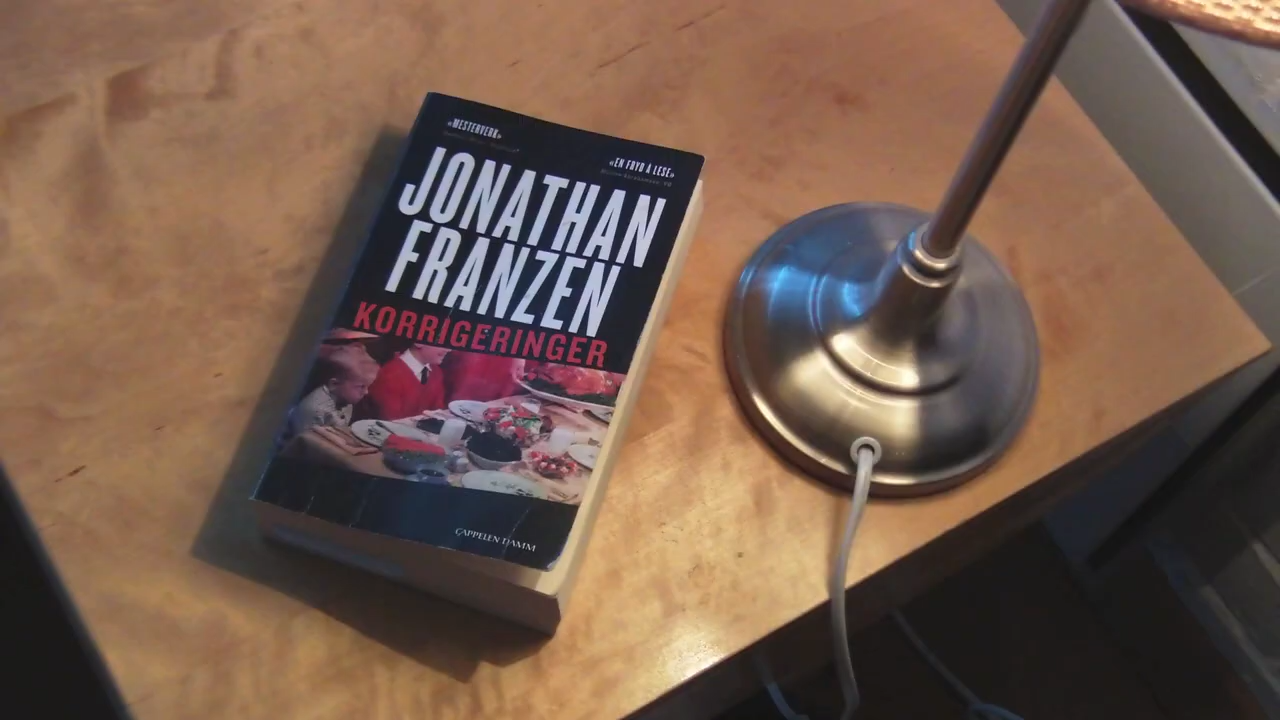 «MESTERVERK»
«EN FRYD Å LESE»
JONATHAN
FRANZEN
KORRIGERINGER
CAPPELEN DAMM